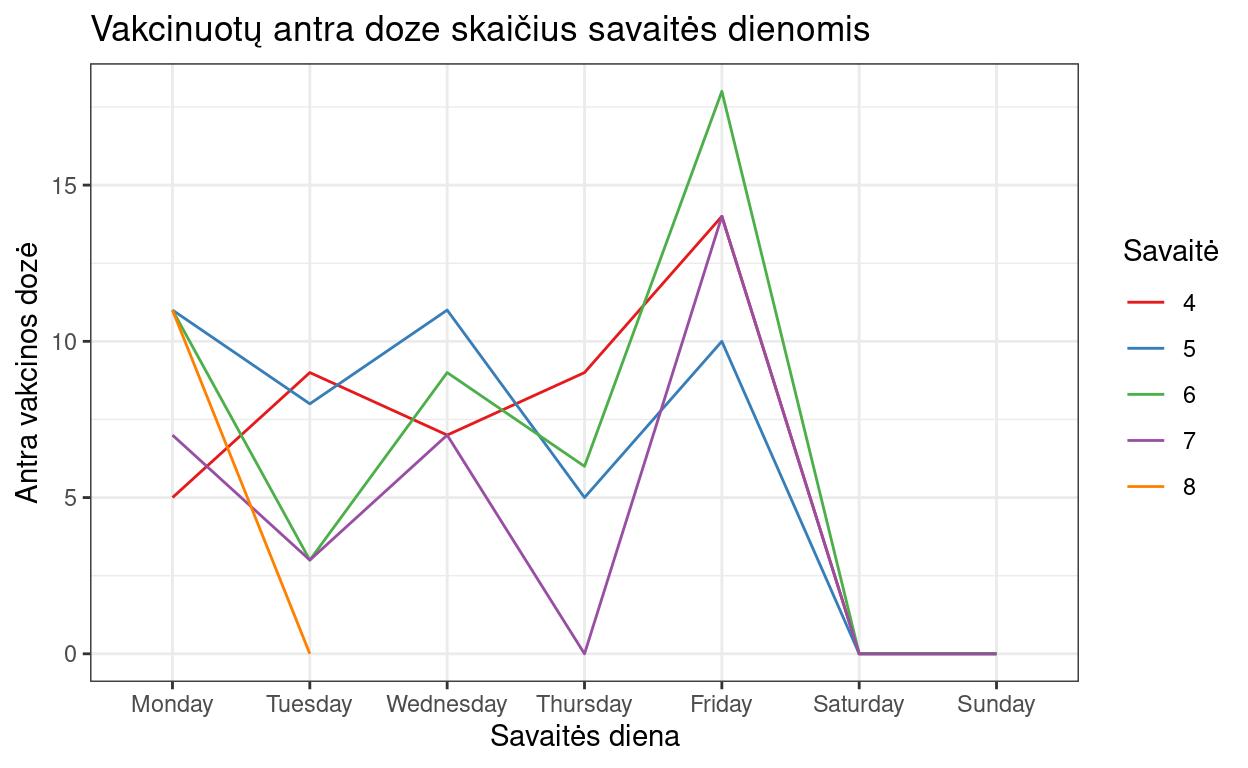 Vakcinuotų antra doze skaičius savaitės dienomis
Antra vakcinos dozė
15
10
5
0
Monday Tuesday Wednesday Thursday Friday Saturday Sunday
Savaitės diena
Savaitė
4
5
6
7
8